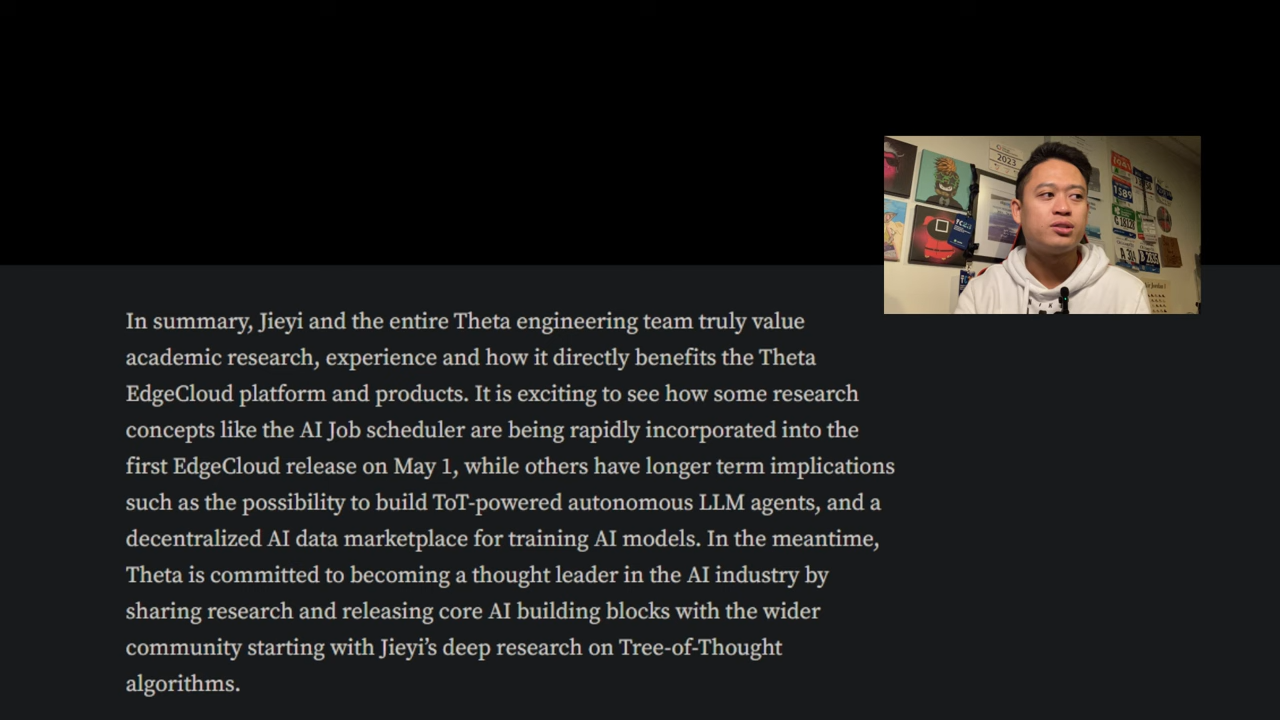 2023
1589
In summary, Jieyi and the entire Theta engineering team truly value
academic research, experience and how it directly benefits the Theta
EdgeCloud platform and products. It is exciting to see how some research
concepts like the AI Job scheduler are being rapidly incorporated into the
first EdgeCloud release on May 1, while others have longer term implications
such as the possibility to build ToT-powered autonomous LLM agents, and a
decentralized AI data marketplace for training AI models. In the meantime,
Theta is committed to becoming a thought leader in the AI industry by
sharing research and releasing core AI building blocks with the wider
community starting with Jieyi’s deep research on Tree-of-Thought
algorithms.